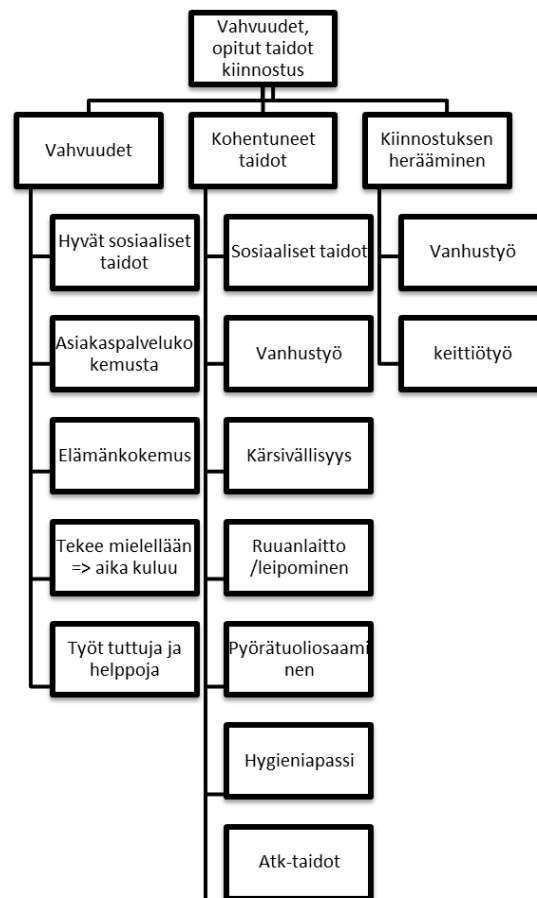 Vahvuudet,
opitut taidot
kiinnostus
Vahvuudet
Kohentuneet
taidot
Kiinnostuksen
herääminen
Hyvät sosiaaliset
taidot
Asiakaspalveluko
kemusta
Elämänkokemus
Tekee mielellään
=> aika kuluu
Työt tuttuja ja
helppoja
Sosiaaliset taidot
Vanhustyö
Kärsivällisyys
Ruuanlaitto
/leipominen
Pyörätuoliosaami
nen
Hygieniapassi
Atk-taidot
Vanhustyö
keittiötyö